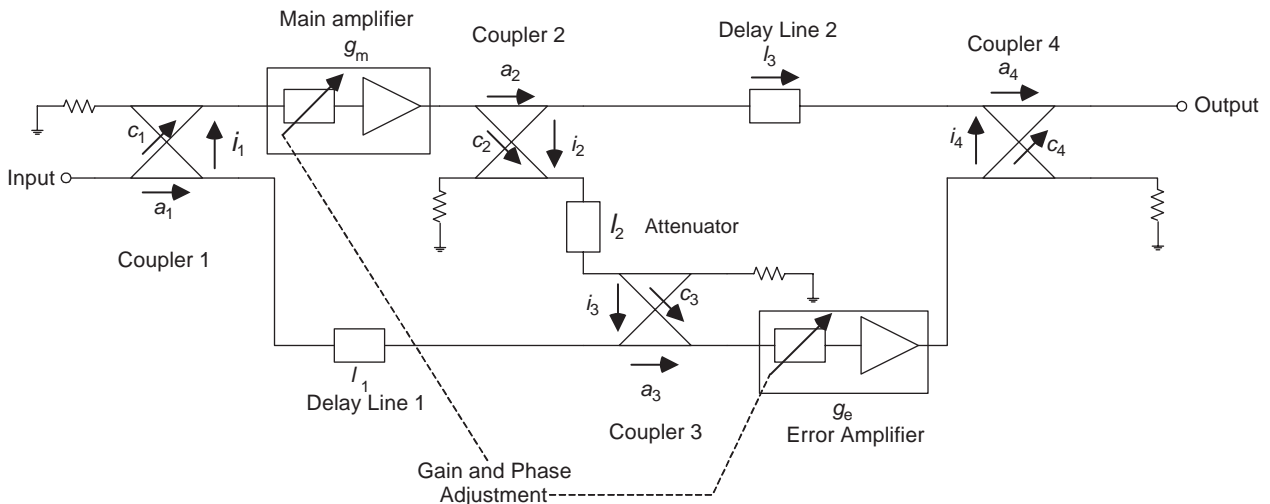 Main amplifier
g_m
Coupler 2
Delay Line 2
l_3
Coupler 4
a_2
a_4
c_1
i_1
c_2
i_2
i_4
c_4
Output
Input
a_1
l_2
Attenuator
Coupler 1
i_3
c_3
l_1
Delay Line 1
a_3
g_e
Coupler 3
Error Amplifier
Gain and Phase
Adjustment